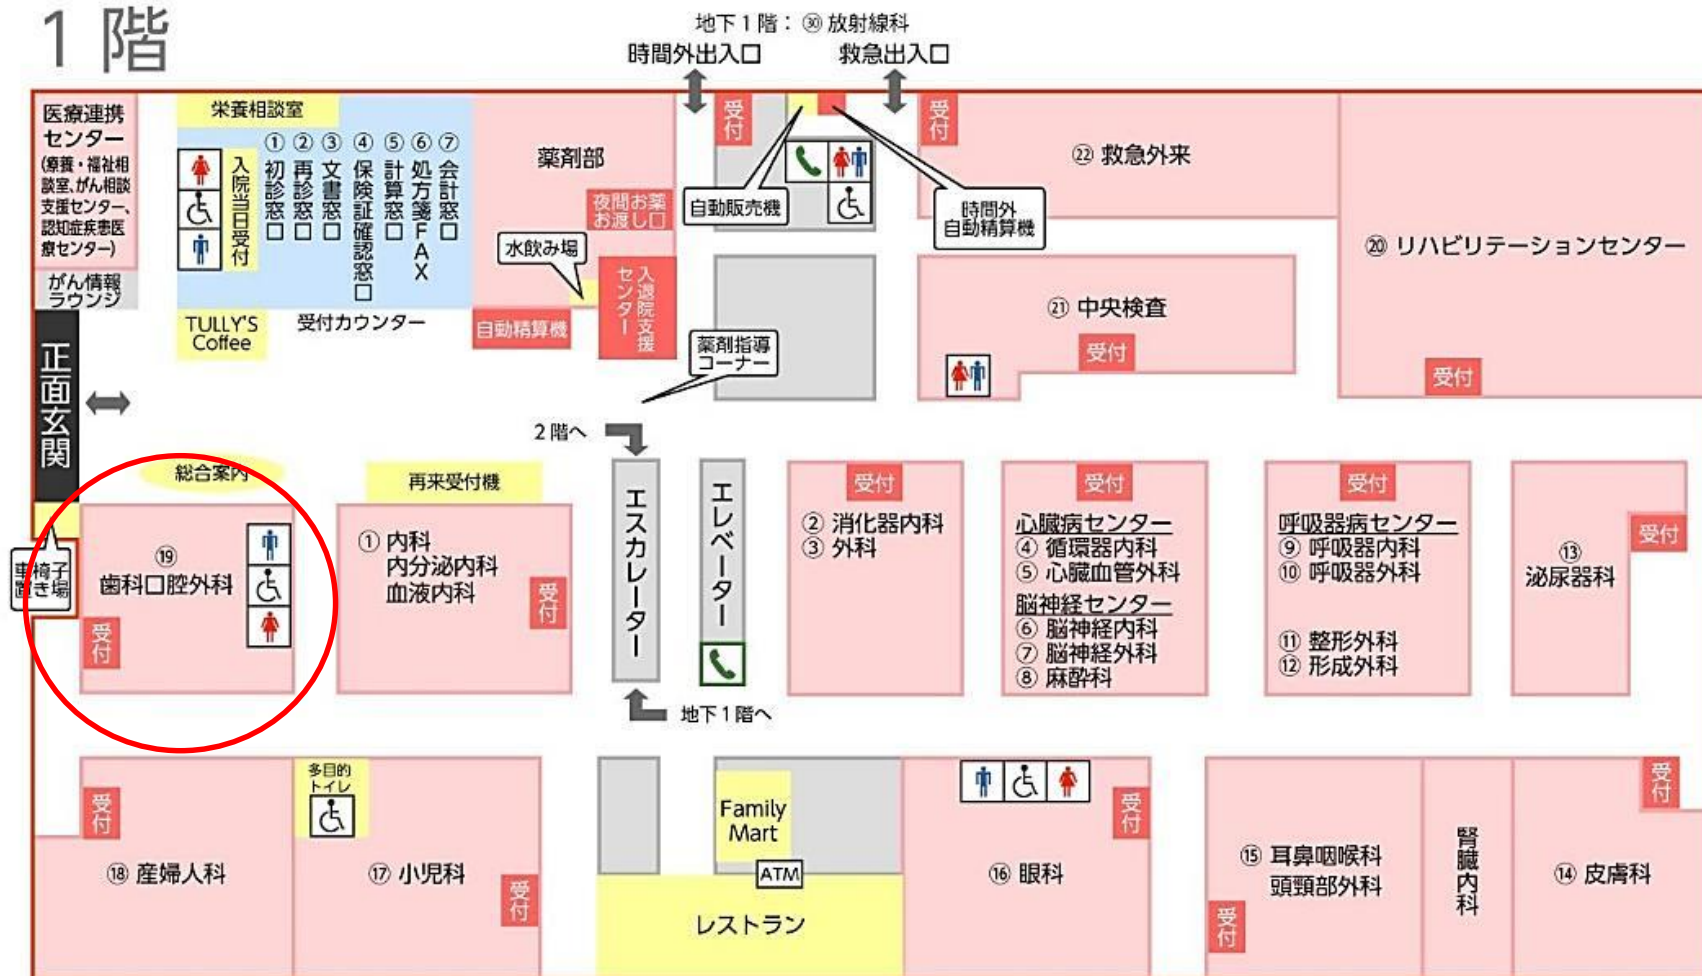 1階
地下1階：㉚放射線科
時間外出入口
救急出入口
医療連携
センター
(療養・福祉相
談室、がん相談
支援センター、
認知症疾患医
療センター)
がん情報
ラウンジ
正面玄関
車椅子
置き場
栄養相談室
入院当日受付
①初診窓口
②再診窓口
③文書窓口
④保険証確認窓口
⑤計算窓口
⑥処方箋FAX
⑦会計窓口
TULLY'S
Coffee
受付カウンター
薬剤部
夜間お薬
お渡し口
水飲み場
自動精算機
入退院支援
センター
薬剤指導
コーナー
受付
自動販売機
時間外
自動精算機
受付
㉒ 救急外来
㉑ 中央検査
受付
⑳ リハビリテーションセンター
受付
2階へ
総合案内
再来受付機
⑲
歯科口腔外科
受付
① 内科
内分泌内科
血液内科
受付
エスカレーター
エレベーター
地下1階へ
受付
② 消化器内科
③ 外科
受付
心臓病センター
④ 循環器内科
⑤ 心臓血管外科
脳神経センター
⑥ 脳神経内科
⑦ 脳神経外科
⑧ 麻酔科
受付
呼吸器病センター
⑨ 呼吸器内科
⑩ 呼吸器外科
⑪ 整形外科
⑫ 形成外科
受付
⑬
泌尿器科
受付
⑱ 産婦人科
多目的
トイレ
⑰ 小児科
受付
Family
Mart
ATM
レストラン
受付
⑯ 眼科
⑮ 耳鼻咽喉科
頭頸部外科
受付
腎臓内科
受付
⑭ 皮膚科